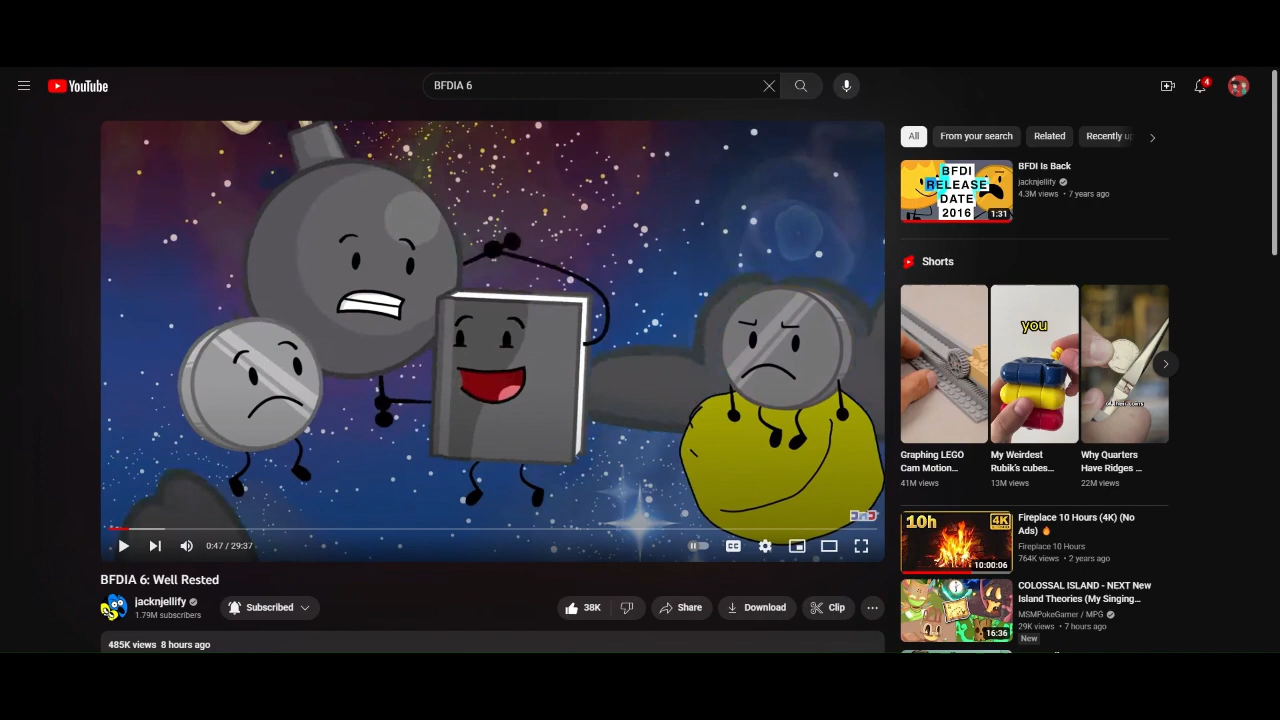 YouTube
BFDIA 6
4
All
From your search
Related
Recently u
BFDI
RELEASE
DATE
2016
1:31
BFDI Is Back
jacknjellify
4.3M views • 7 years ago
Shorts
you
of their coins
Graphing LEGO
Cam Motion...
41M views
My Weirdest
Rubik's cubes...
13M views
Why Quarters
Have Ridges ...
22M views
0:47 / 29:37
CC
BFDIA 6: Well Rested
jacknjellify
1.79M subscribers
Subscribed
38K
Share
Download
Clip
485K views 8 hours ago
10h
4K
10:00:06
Fireplace 10 Hours (4K) (No
Ads) 🔥
Fireplace 10 Hours
764K views • 2 years ago
16:36
COLOSSAL ISLAND - NEXT New
Island Theories (My Singing...
MSMPokeGamer / MPG
29K views • 7 hours ago
New